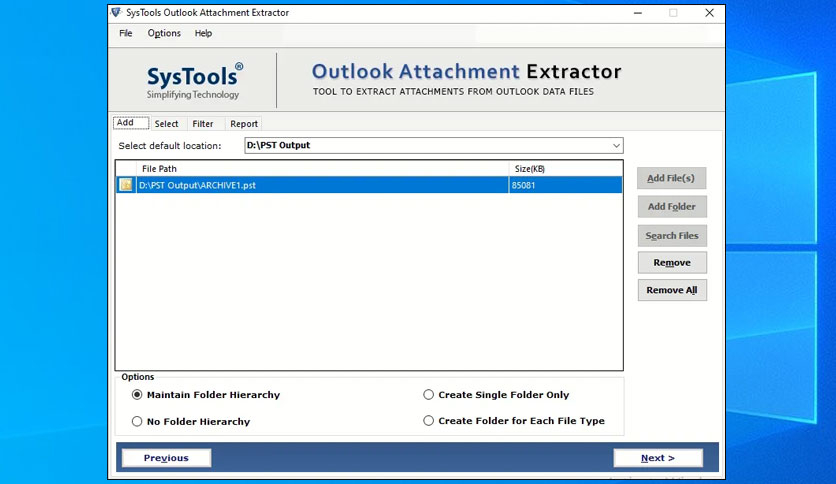 SysTools Outlook Attachment Extractor
File Options Help
SysTools®
Simplifying Technology
Outlook Attachment Extractor
TOOL TO EXTRACT ATTACHMENTS FROM OUTLOOK DATA FILES
Add Select Filter Report
Select default location: D:\PST Output
File Path Size(KB)
D:\PST Output\ARCHIVE1.pst 85081
Add File(s)
Add Folder
Search Files
Remove
Remove All
Options
Maintain Folder Hierarchy
Create Single Folder Only
No Folder Hierarchy
Create Folder for Each File Type
Previous
Next >